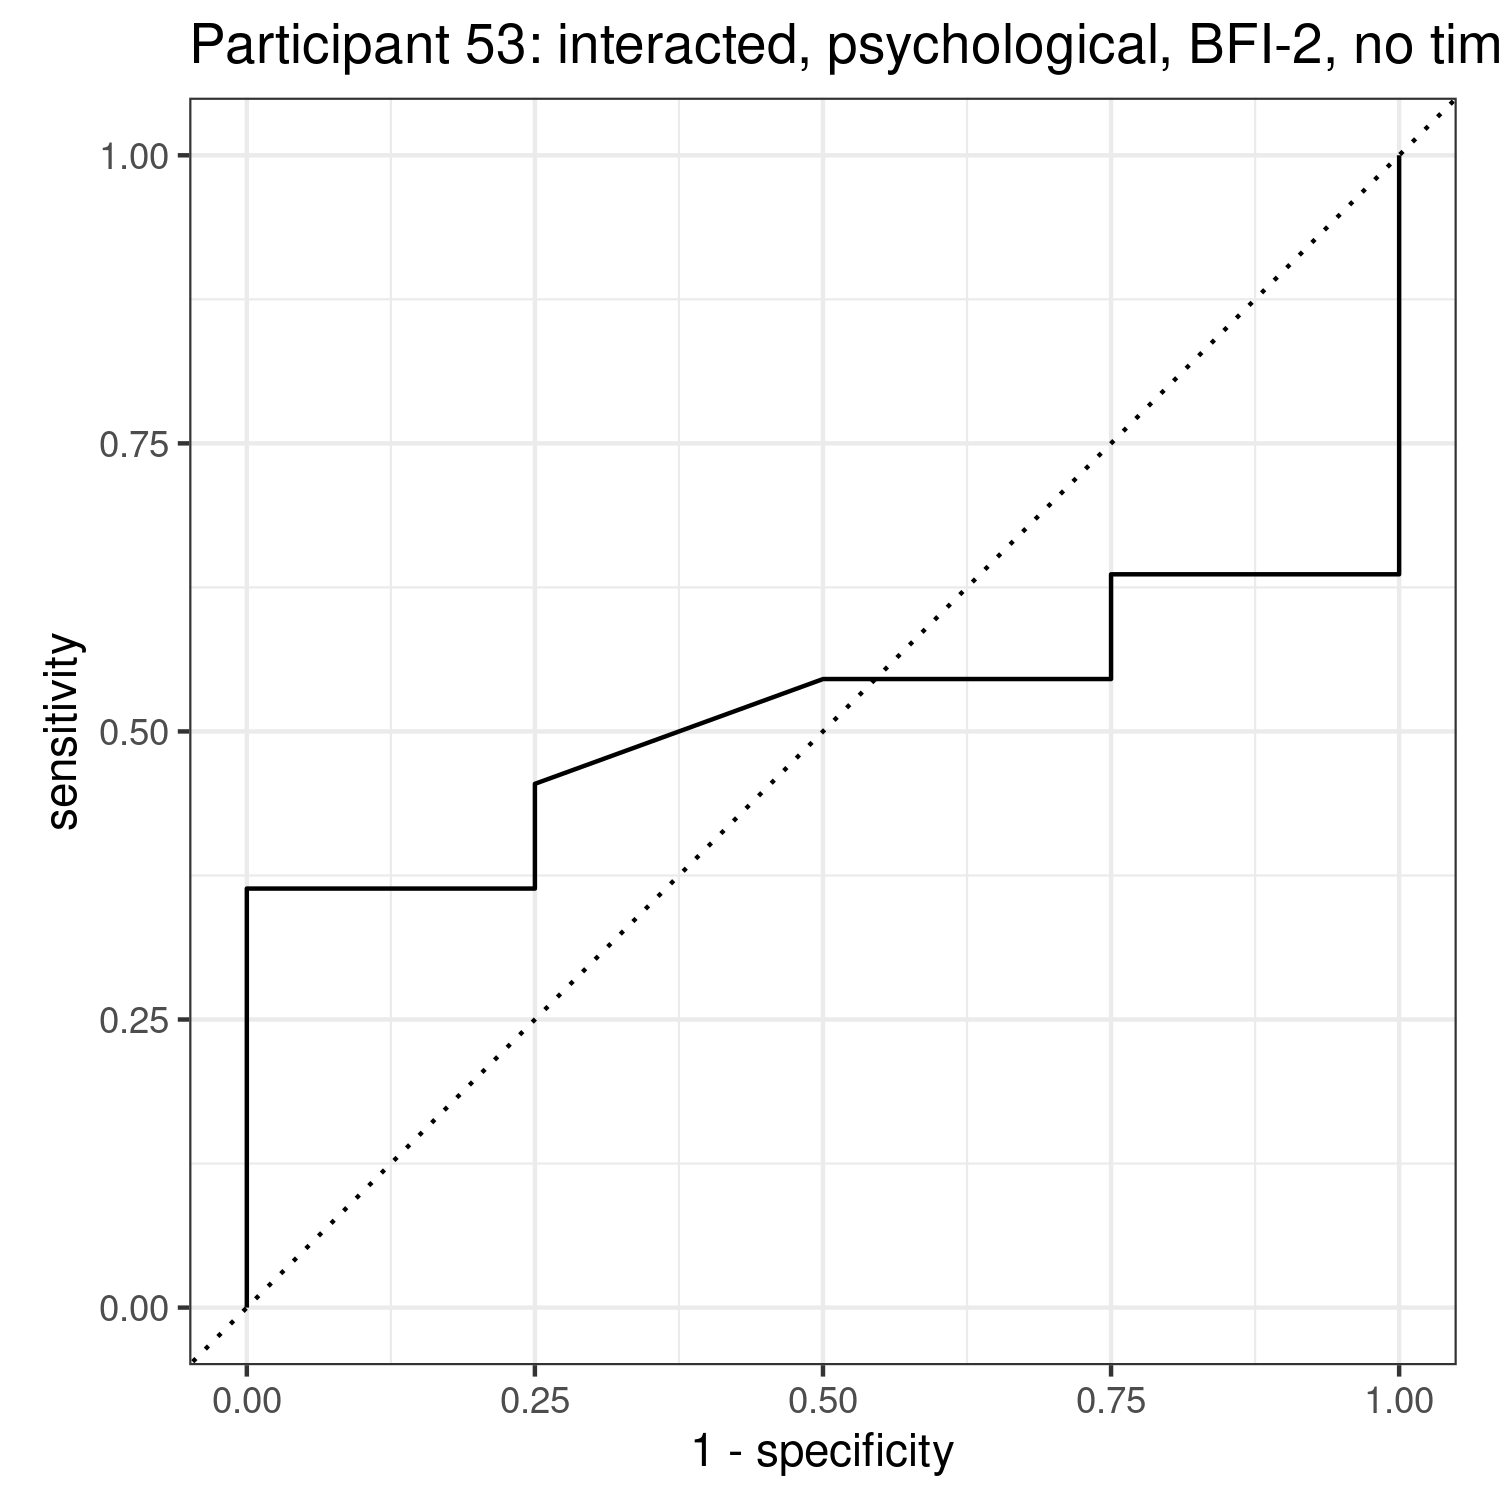 Participant 53: interacted, psychological, BFI-2, no tim
1.00
0.75
0.50
0.25
0.00
sensitivity
0.00 0.25 0.50 0.75 1.00
1 - specificity